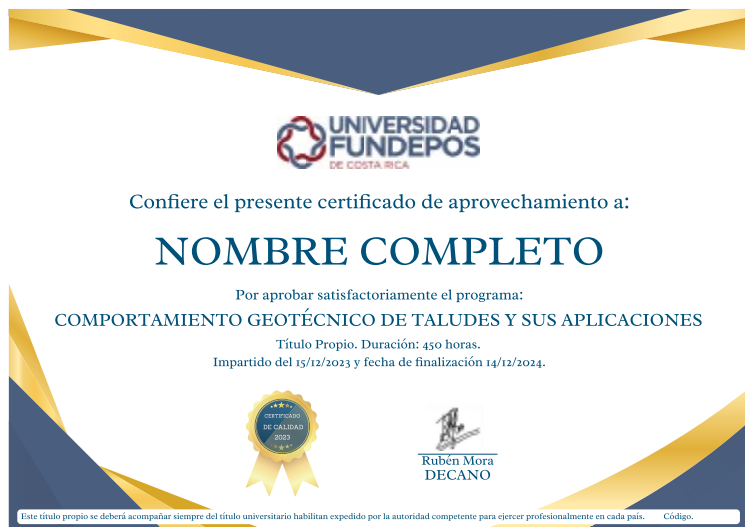 UNIVERSIDAD
FUNDEPOS
DE COSTA RICA
Confiere el presente certificado de aprovechamiento a:
NOMBRE COMPLETO
Por aprobar satisfactoriamente el programa:
COMPORTAMIENTO GEOTÉCNICO DE TALUDES Y SUS APLICACIONES
Título Propio. Duración: 450 horas.
Impartido del 15/12/2023 y fecha de finalización 14/12/2024.
CERTIFICADO
DE CALIDAD
2023
Rubén Mora
DECANO
Este título propio se deberá acompañar siempre del título universitario habilitan expedido por la autoridad competente para ejercer profesionalmente en cada país. Código.